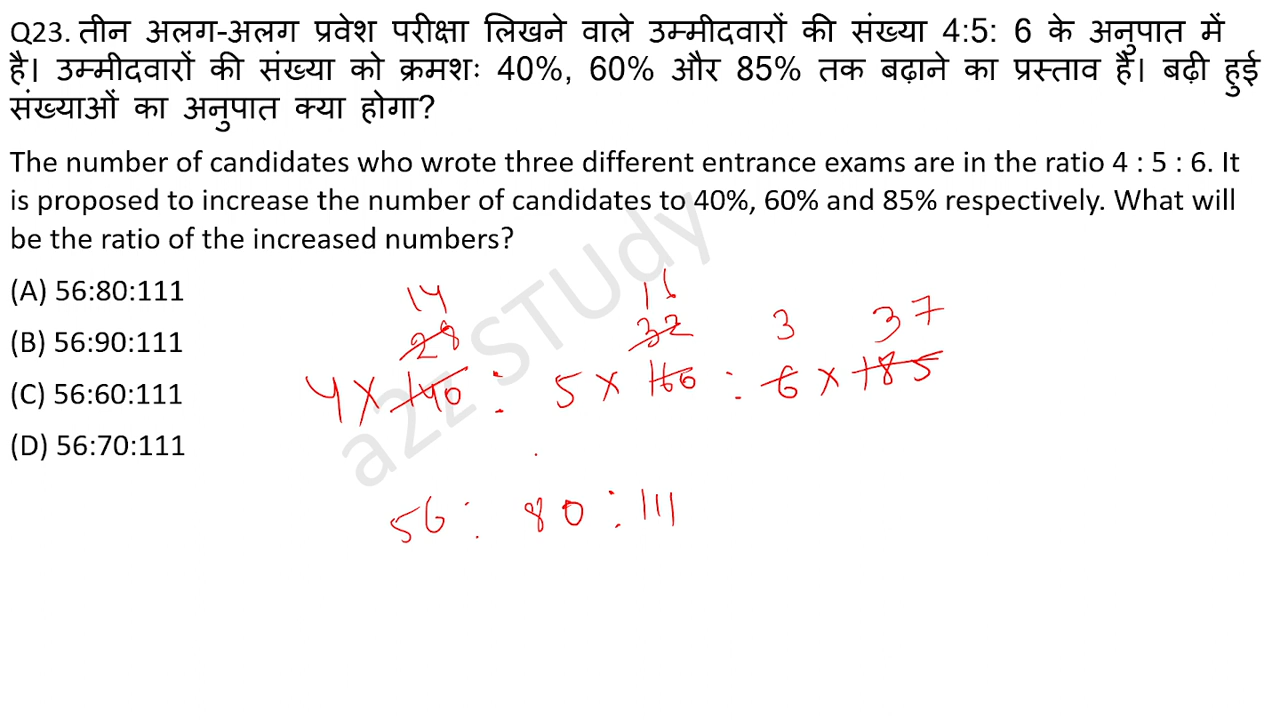 Q23. तीन अलग-अलग प्रवेश परीक्षा लिखने वाले उम्मीदवारों की संख्या 4:5: 6 के अनुपात में
है। उम्मीदवारों की संख्या को क्रमशः 40%, 60% और 85% तक बढ़ाने का प्रस्ताव है। बढ़ी हुई
संख्याओं का अनुपात क्या होगा?
The number of candidates who wrote three different entrance exams are in the ratio 4 : 5 : 6. It
is proposed to increase the number of candidates to 40%, 60% and 85% respectively. What will
be the ratio of the increased numbers?
(A) 56:80:111
(B) 56:90:111
(C) 56:60:111
(D) 56:70:111
a2z STUdy
14 16
28 32 3 37
4 × 140 : 5 × 160 : 6 × 185
56 : 80 : 111